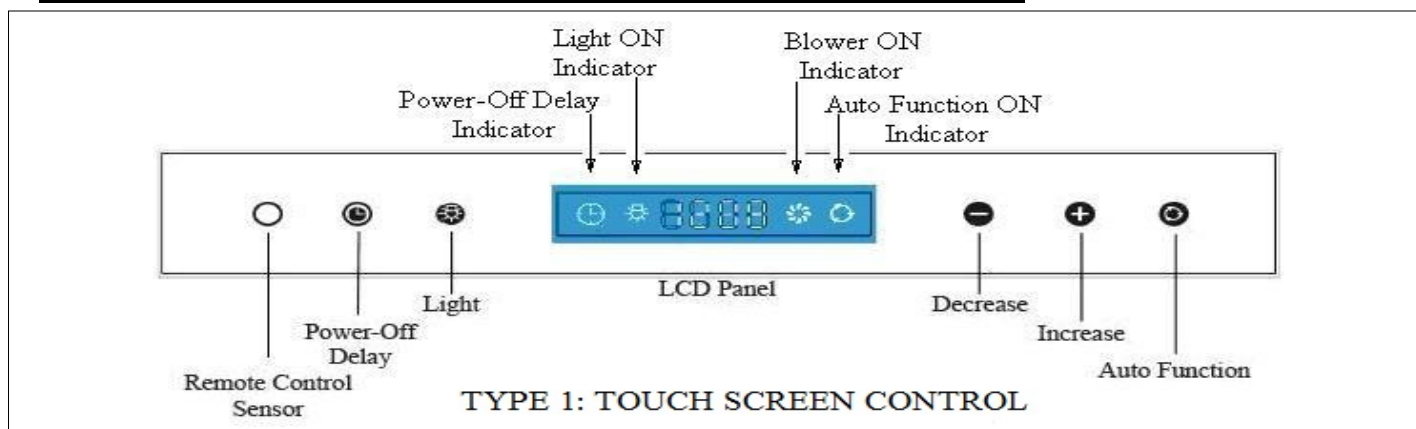 Light ON
Indicator
Blower ON
Indicator
Power-Off Delay
Indicator
Auto Function ON
Indicator
LCD Panel
Light
Power-Off
Delay
Remote Control
Sensor
Decrease
Increase
Auto Function
TYPE 1: TOUCH SCREEN CONTROL